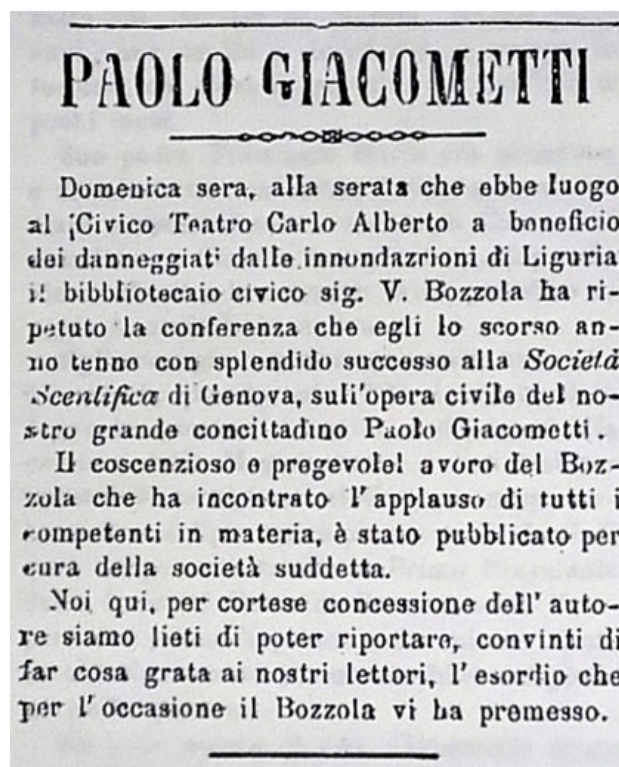 PAOLO GIACOMETTI
Domenica sera, alla serata che ebbe luogo
al ¡Civico Teatro Carlo Alberto a beneficio
dei danneggiati dalle innondazrioni di Liguria
il bibbliotecaio civico sig. V. Bozzola ha ri-
petuto la conferenza che egli lo scorso an-
no tenne con splendido successo alla Società
Scentifica di Genova, sull'opera civile del no-
stro grande concittadino Paolo Giacometti.
Il coscenzioso e pregevolel avoro del Boz-
zola che ha incontrato l'applauso di tutti i
competenti in materia, è stato pubblicato per
cura della società suddetta.
Noi qui, per cortese concessione dell' auto-
re siamo lieti di poter riportare, convinti di
far cosa grata ai nostri lettori, l'esordio che
per l'occasione il Bozzola vi ha premesso.